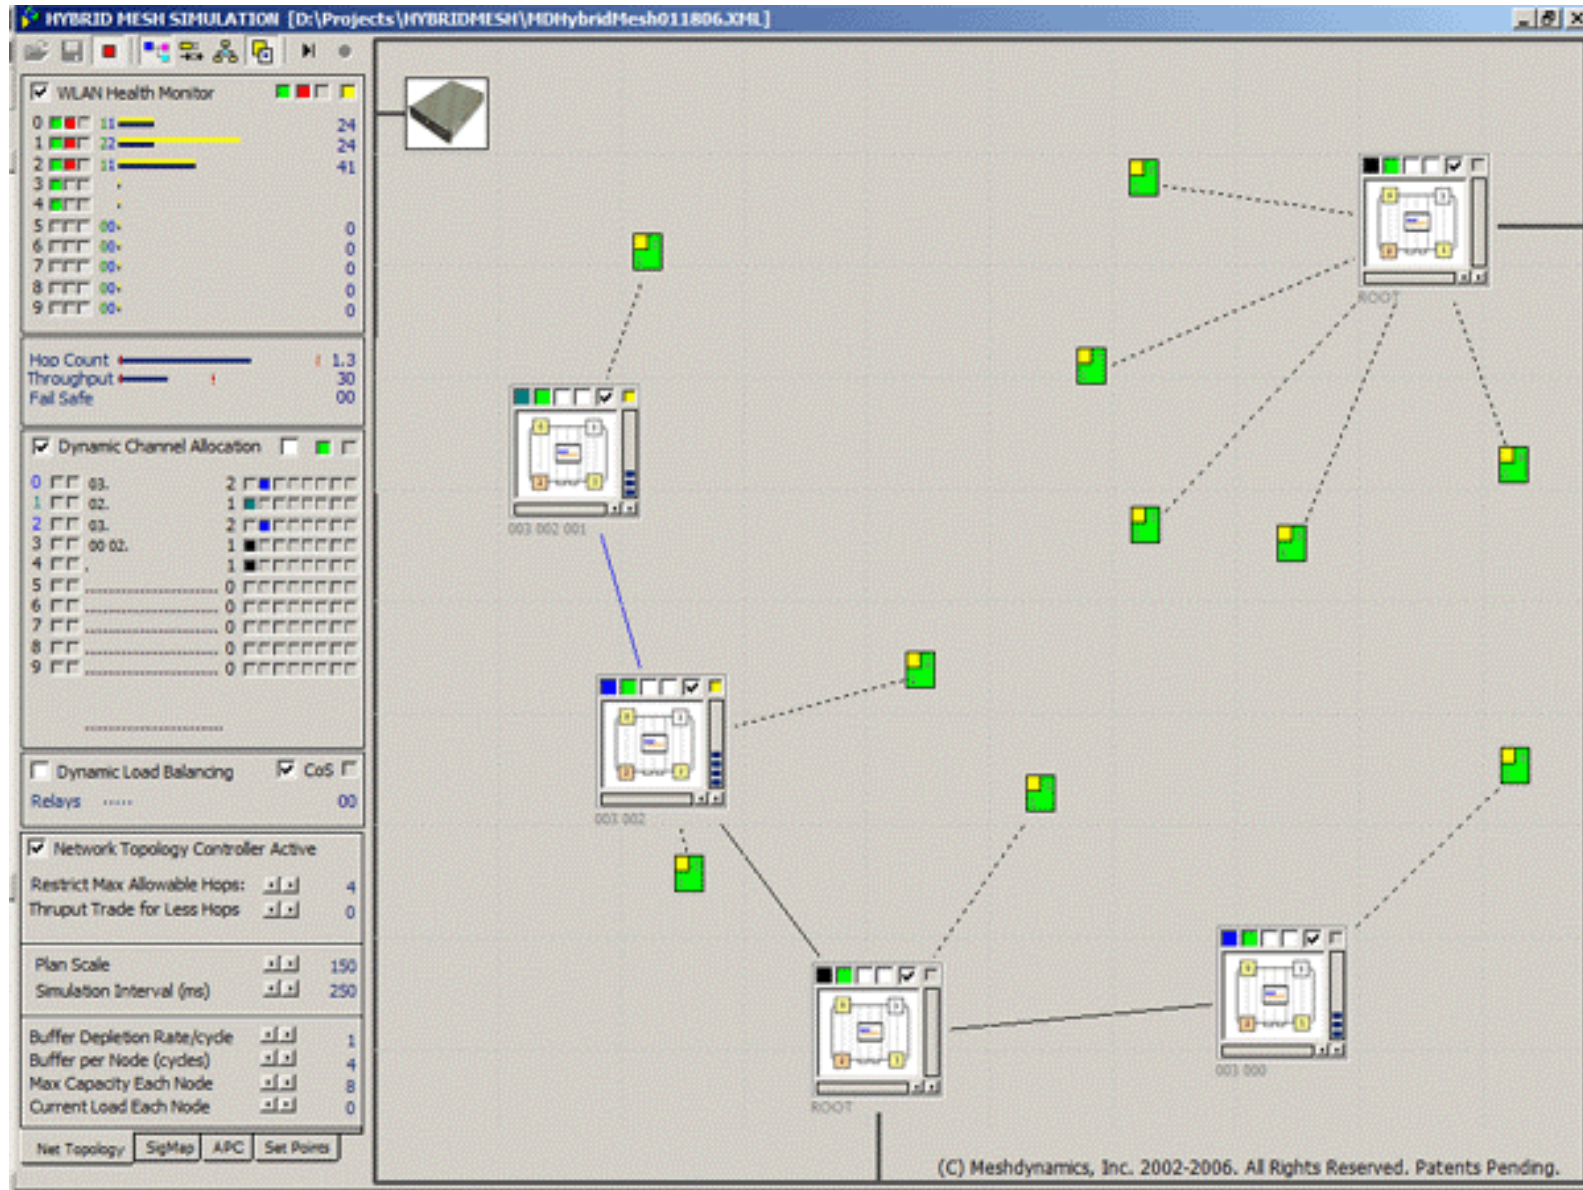 HYBRID MESH SIMULATION [D:\Projects\HYBRIDMESH\MDHybridMesh011806.XML]
WLAN Health Monitor
0 11 24
1 22 24
2 11 41
3
4
5 00 0
6 00 0
7 00 0
8 00 0
9 00 0
Hop Count 1.3
Throughput 30
Fail Safe 00
Dynamic Channel Allocation
0 03. 2
1 02. 1
2 03. 2
3 00 02. 1
4 . 1
5 0
6 0
7 0
8 0
9 0
Dynamic Load Balancing CoS
Relays ..... 00
Network Topology Controller Active
Restrict Max Allowable Hops: 4
Thruput Trade for Less Hops 0
Plan Scale 150
Simulation Interval (ms) 250
Buffer Depletion Rate/cycle 1
Buffer per Node (cycles) 4
Max Capacity Each Node 8
Current Load Each Node 0
Net Topology SigMap APC Set Points
ROOT
003 002 001
003 002
ROOT
003 000
(C) Meshdynamics, Inc. 2002-2006. All Rights Reserved. Patents Pending.